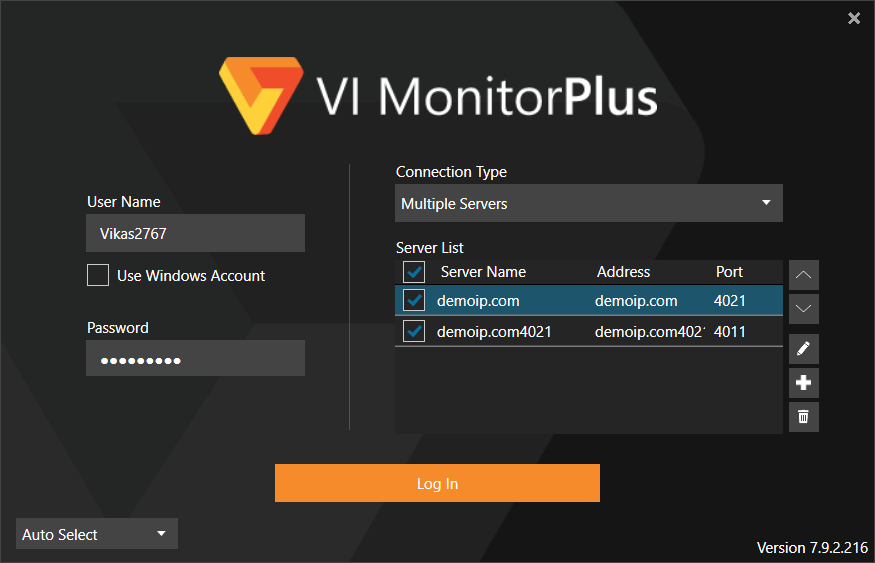 VI MonitorPlus
User Name
Vikas2767
Use Windows Account
Password
●●●●●●●●●
Connection Type
Multiple Servers
Server List
Server Name Address Port
demoip.com demoip.com 4021
demoip.com4021 demoip.com402 4011
Log In
Auto Select
Version 7.9.2.216